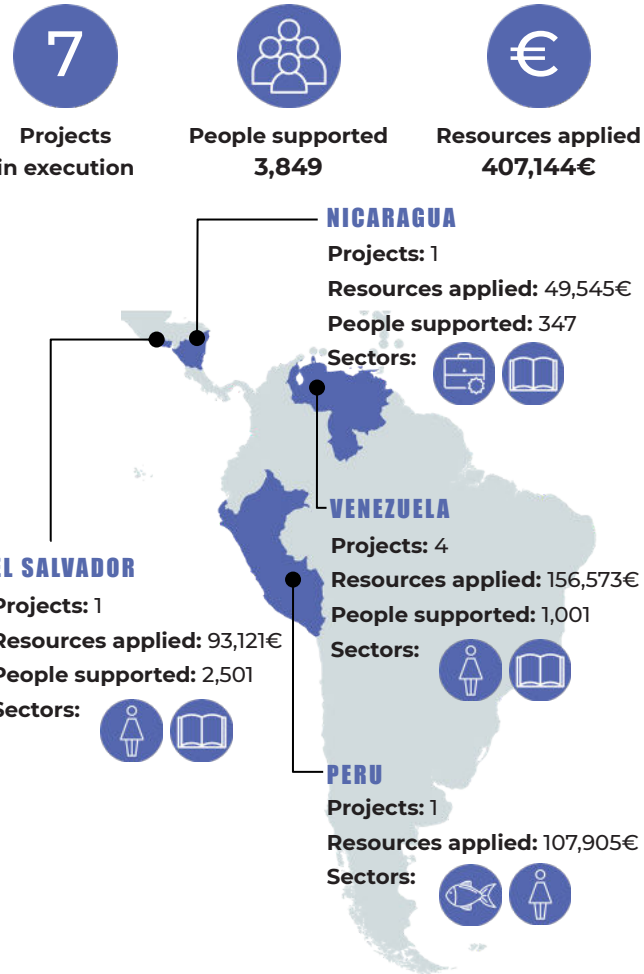 7
€
Projects
in execution
People supported
3,849
Resources applied
407,144€
NICARAGUA
Projects: 1
Resources applied: 49,545€
People supported: 347
Sectors:
VENEZUELA
Projects: 4
Resources applied: 156,573€
People supported: 1,001
Sectors:
EL SALVADOR
Projects: 1
Resources applied: 93,121€
People supported: 2,501
Sectors:
PERU
Projects: 1
Resources applied: 107,905€
Sectors: